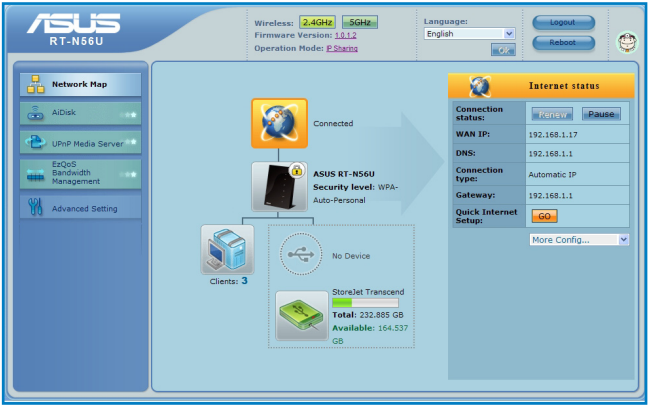 ASUS
RT-N56U
Wireless: 2.4GHz 5GHz
Firmware Version: 1.0.1.2
Operation Mode: IP Sharing
Language:
English
OK
Logout
Reboot
Network Map
AiDisk
UPnP Media Server
EzQoS
Bandwidth
Management
Advanced Setting
Connected
ASUS RT-N56U
Security level: WPA-
Auto-Personal
Clients: 3
No Device
StoreJet Transcend
Total: 232.885 GB
Available: 164.537
GB
Internet status
Connection
status:
Renew Pause
WAN IP: 192.168.1.17
DNS: 192.168.1.1
Connection
type:
Automatic IP
Gateway: 192.168.1.1
Quick Internet
Setup:
GO
More Config...